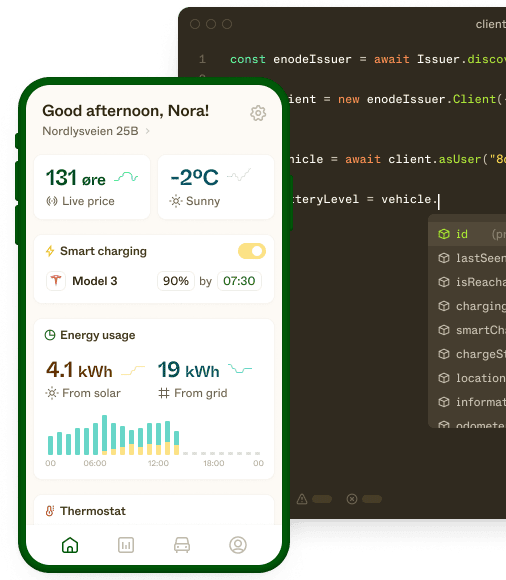 client
1 const enodeIssuer = await Issuer.discov
Good afternoon, Nora!
Nordlysveien 25B
ient = new enodeIssuer.Client({
131 øre
Live price
-2ºC
Sunny
hicle = await client.asUser("8
tteryLevel = vehicle.
id (pr
lastSeen
isReacha
charging
smartCha
chargeSt
location
informat
odometer
Smart charging
Model 3 90% by 07:30
Energy usage
4.1 kWh
From solar
19 kWh
From grid
00 06:00 12:00 18:00 00
Thermostat